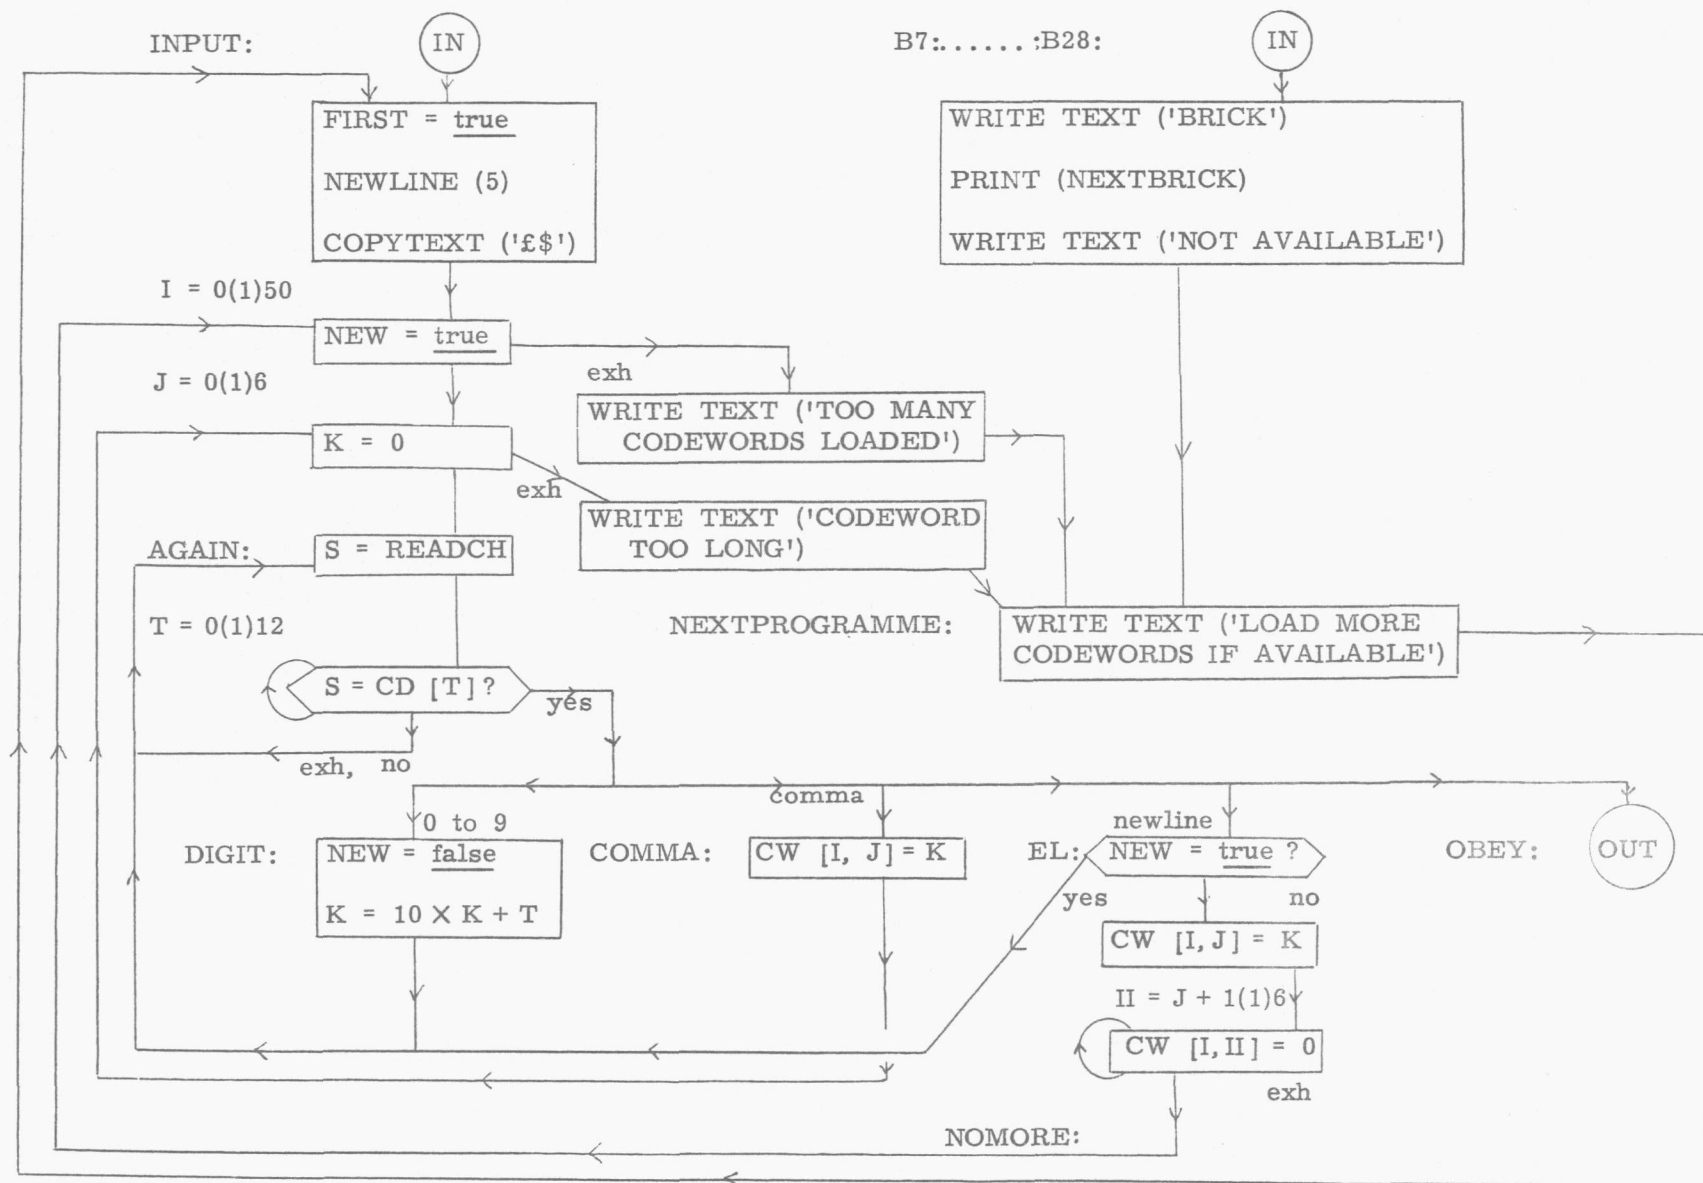 INPUT:
IN
B7:......:B28:
IN
FIRST = true
NEWLINE (5)
COPYTEXT ('£$')
WRITE TEXT ('BRICK')
PRINT (NEXTBRICK)
WRITE TEXT ('NOT AVAILABLE')
I = 0(1)50
NEW = true
exh
J = 0(1)6
WRITE TEXT ('TOO MANY
CODEWORDS LOADED')
K = 0
exh
WRITE TEXT ('CODEWORD
TOO LONG')
AGAIN:
S = READCH
T = 0(1)12
NEXTPROGRAMME:
WRITE TEXT ('LOAD MORE
CODEWORDS IF AVAILABLE')
S = CD [T]?
yes
exh, no
comma
0 to 9
newline
DIGIT:
NEW = false
K = 10 X K + T
COMMA:
CW [I, J] = K
EL:
NEW = true ?
OBEY:
OUT
yes
no
CW [I,J] = K
II = J + 1(1)6
CW [I,II] = 0
exh
NOMORE: